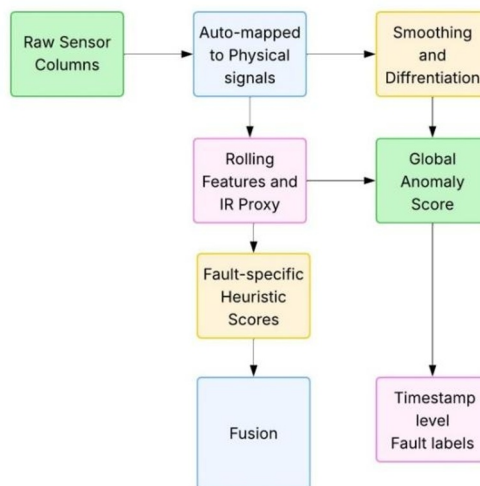 Raw Sensor
Columns
Auto-mapped
to Physical
signals
Smoothing
and
Diffrentiation
Rolling
Features and
IR Proxy
Global
Anomaly
Score
Fault-specific
Heuristic
Scores
Fusion
Timestamp
level
Fault labels